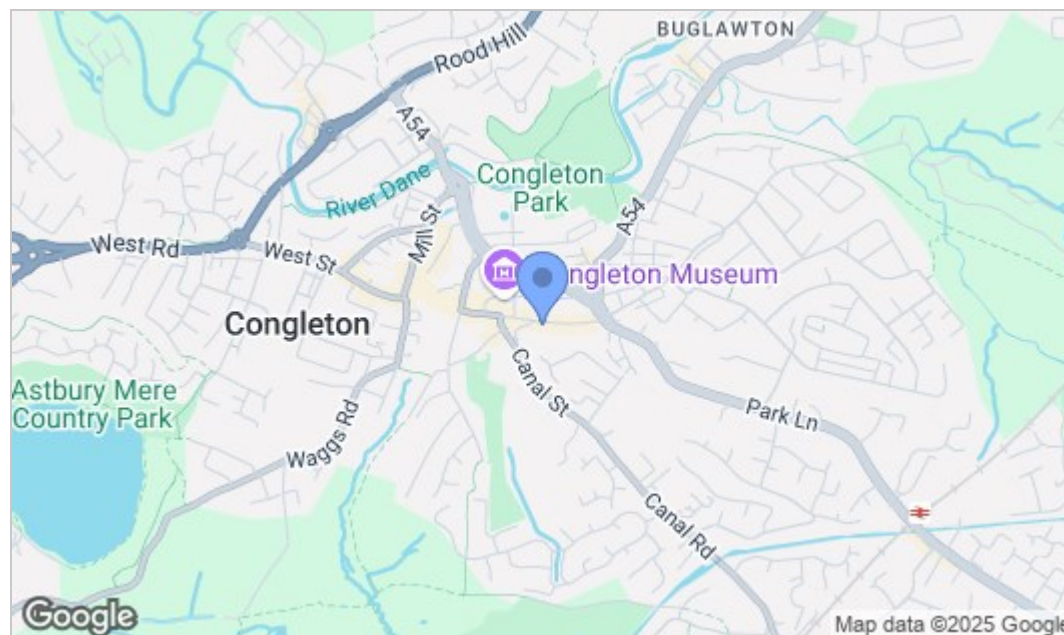 BUGLAWTON
Rood Hill
A54
Congleton
Park
River Dane
A54
Mill St
West Rd
West St
ngleton Museum
Congleton
Canal St
Astbury Mere
Country Park
Park Ln
Waggs Rd
Canal Rd
Google
Map data ©2025 Google